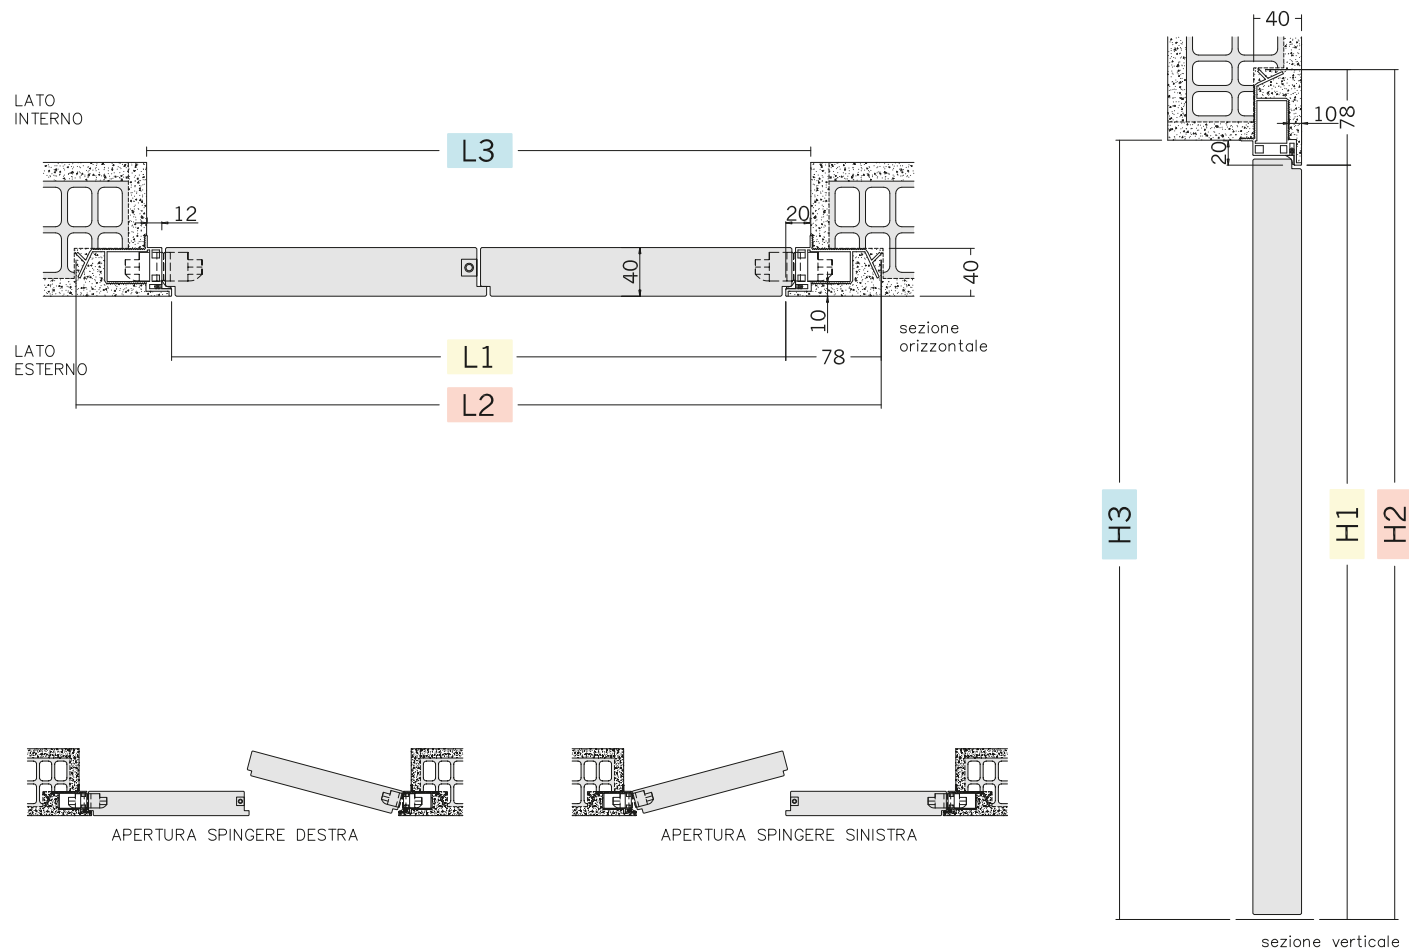 LATO
INTERNO
L3
12
20
40
40
10
LATO
ESTERNO
L1
78
L2
sezione
orizzontale
40
10
78
20
H3
H1
H2
sezione verticale
APERTURA SPINGERE DESTRA
APERTURA SPINGERE SINISTRA